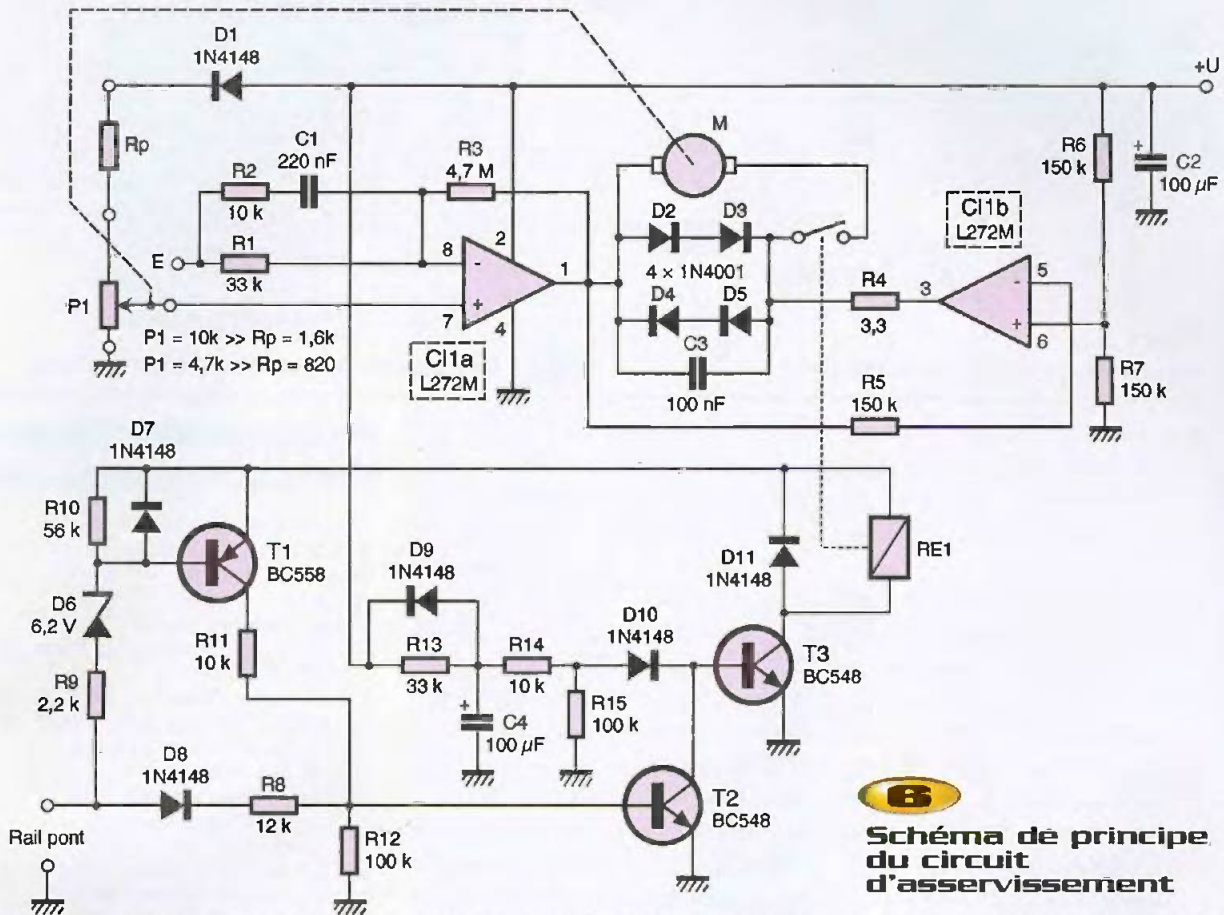 D1
1N4148
+U
Rp
C1
220 nF
R2
10 k
R3
4,7 M
M
R6
150 k
+
C2
100 µF
E
R1
33 k
8
-
2
1
7
+
4
D2
D3
4 x 1N4001
D4
D5
C3
100 nF
CI1b
L272M
R4
3,3
3
-
5
+
6
P1
P1 = 10k >> Rp = 1,6k
P1 = 4,7k >> Rp = 820
CI1a
L272M
R5
150 k
R7
150 k
D7
1N4148
R10
56 k
T1
BC558
D6
6,2 V
R11
10 k
R9
2,2 k
D9
1N4148
R13
33 k
R14
10 k
D10
1N4148
D11
1N4148
RE1
T3
BC548
+
C4
100 µF
R15
100 k
D8
1N4148
R8
12 k
T2
BC548
Rail pont
R12
100 k
6
Schéma de principe
du circuit
d'asservissement